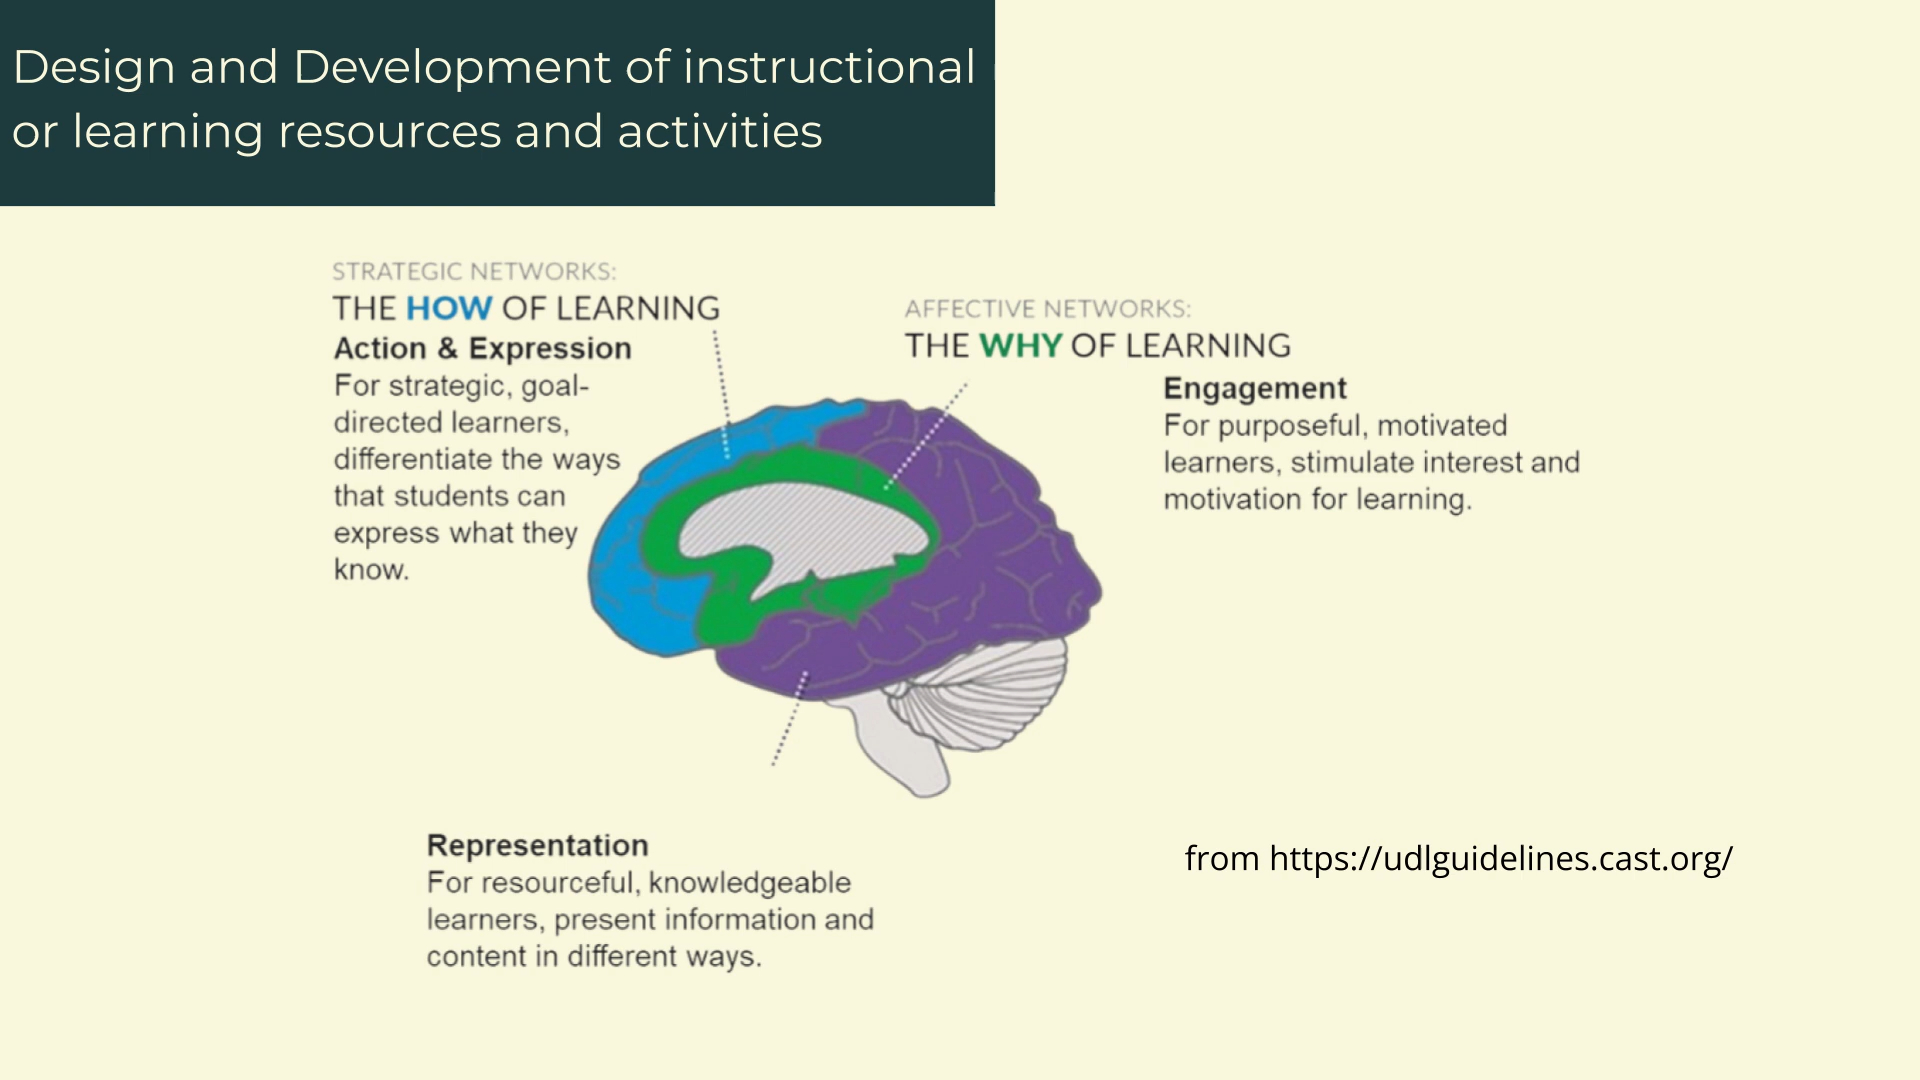 Design and Development of instructional
or learning resources and activities
STRATEGIC NETWORKS:
THE HOW OF LEARNING
Action & Expression
For strategic, goal-
directed learners,
differentiate the ways
that students can
express what they
know.
AFFECTIVE NETWORKS:
THE WHY OF LEARNING
Engagement
For purposeful, motivated
learners, stimulate interest and
motivation for learning.
Representation
For resourceful, knowledgeable
learners, present information and
content in different ways.
from https://udlguidelines.cast.org/